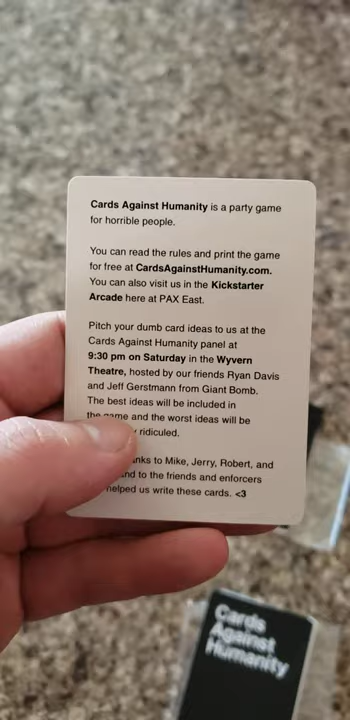 Cards Against Humanity is a party game
for horrible people.
You can read the rules and print the game
for free at CardsAgainstHumanity.com.
You can also visit us in the Kickstarter
Arcade here at PAX East.
Pitch your dumb card ideas to us at the
Cards Against Humanity panel at
9:30 pm on Saturday in the Wyvern
Theatre, hosted by our friends Ryan Davis
and Jeff Gerstmann from Giant Bomb.
The best ideas will be included in
the game and the worst ideas will be
ridiculed.
to Mike, Jerry, Robert, and
to the friends and enforcers
helped us write these cards. <3
Cards
Against
Humanity